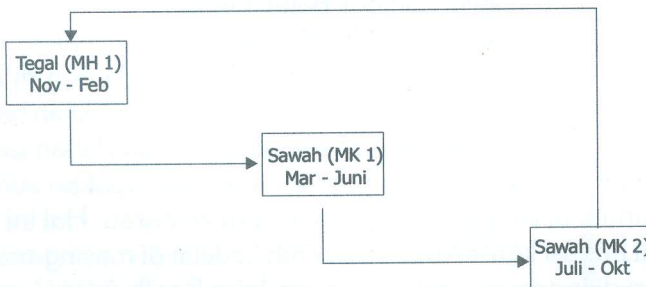 Tegal (MH 1)
Nov - Feb
Sawah (MK 1)
Mar - Juni
Sawah (MK 2)
Juli - Okt